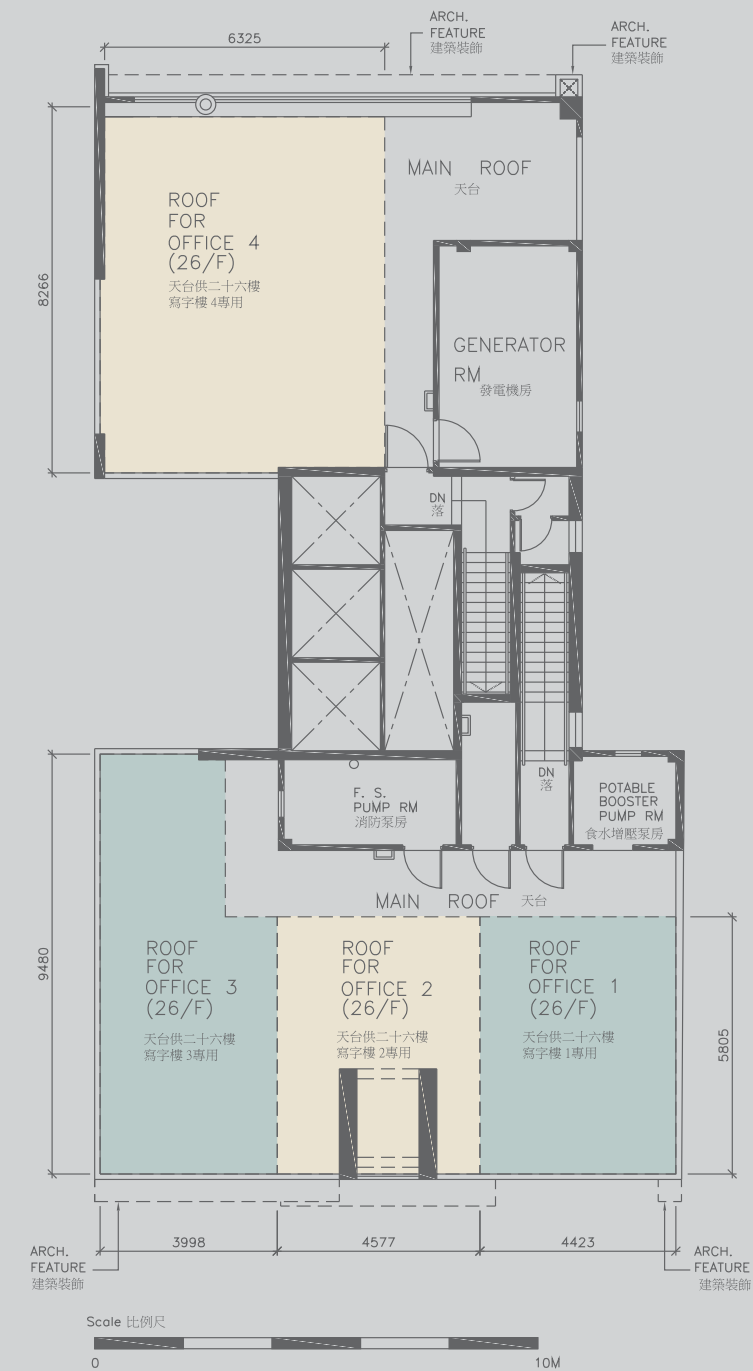 ARCH.
FEATURE
建築裝飾
ARCH.
FEATURE
建築裝飾
6325
MAIN ROOF
天台
ROOF
FOR
OFFICE 4
(26/F)
天台供二十六樓
寫字樓 4專用
8266
GENERATOR
RM
發電機房
DN
落
DN
落
F. S.
PUMP RM
消防泵房
POTABLE
BOOSTER
PUMP RM
食水增壓泵房
MAIN ROOF 天台
9480
ROOF
FOR
OFFICE 3
(26/F)
天台供二十六樓
寫字樓 3專用
ROOF
FOR
OFFICE 2
(26/F)
天台供二十六樓
寫字樓 2專用
ROOF
FOR
OFFICE 1
(26/F)
天台供二十六樓
寫字樓 1專用
5805
3998
4577
4423
ARCH.
FEATURE
建築裝飾
ARCH.
FEATURE
建築裝飾
Scale 比例尺
0 10M